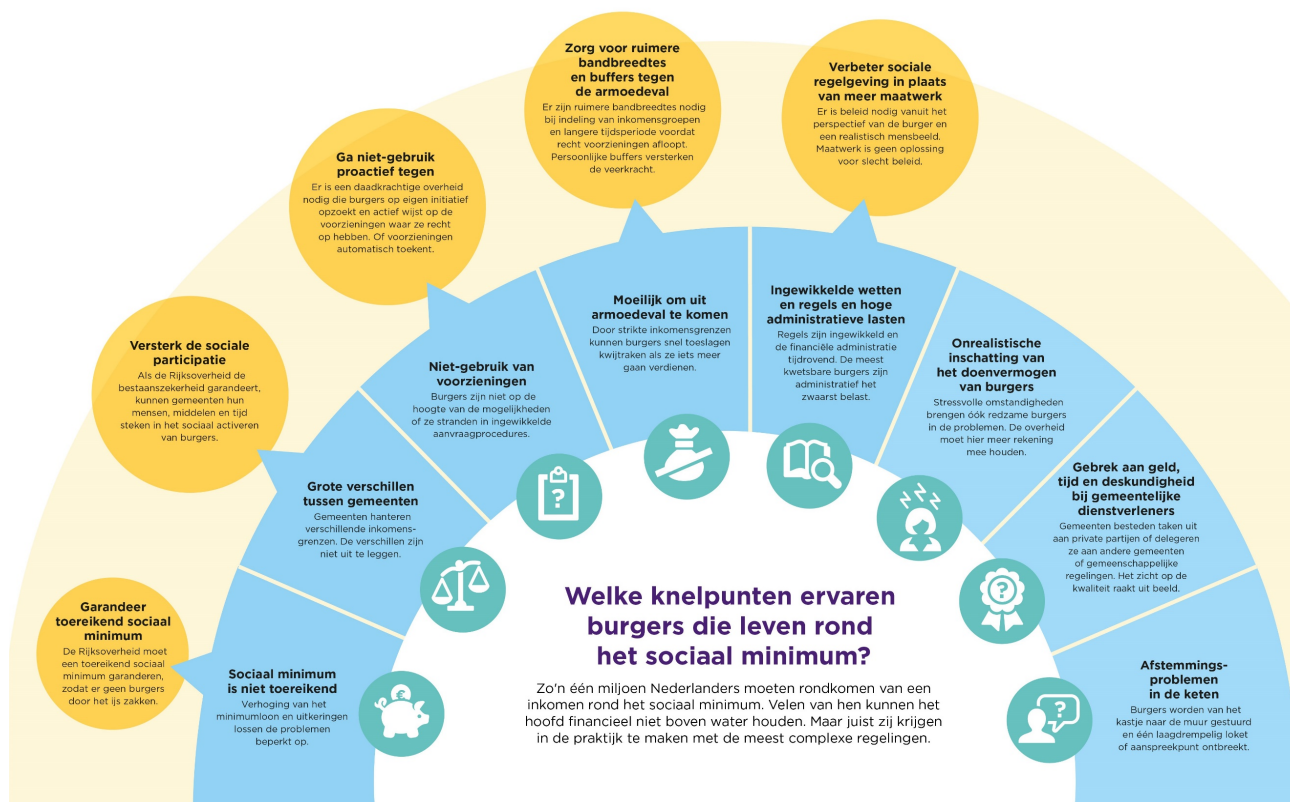 Zorg voor ruimere
bandbreedtes
en buffers tegen
de armoedeval
Er zijn ruimere bandbreedtes nodig
bij indeling van inkomensgroepen
en langere tijdsperiode voordat
recht voorzieningen afloopt.
Persoonlijke buffers versterken
de veerkracht.
Verbeter sociale
regelgeving in plaats
van meer maatwerk
Er is beleid nodig vanuit het
perspectief van de burger en
een realistisch mensbeeld.
Maatwerk is geen oplossing
voor slecht beleid.
Ga niet-gebruik
proactief tegen
Er is een daadkrachtige overheid
nodig die burgers op eigen initiatief
opzoekt en actief wijst op de
voorzieningen waar ze recht
op hebben. Of voorzieningen
automatisch toekent.
Versterk de sociale
participatie
Als de Rijksoverheid de
bestaanszekerheid garandeert,
kunnen gemeenten hun
mensen, middelen en tijd
steken in het sociaal activeren
van burgers.
Garandeer
toereikend sociaal
minimum
De Rijksoverheid moet
een toereikend sociaal
minimum garanderen,
zodat er geen burgers
door het ijs zakken.
Sociaal minimum
is niet toereikend
Verhoging van het
minimumloon en uitkeringen
lossen de problemen
beperkt op.
Grote verschillen
tussen gemeenten
Gemeenten hanteren
verschillende inkomens-
grenzen. De verschillen zijn
niet uit te leggen.
Niet-gebruik van
voorzieningen
Burgers zijn niet op de
hoogte van de mogelijkheden
of ze stranden in ingewikkelde
aanvraagprocedures.
Moeilijk om uit
armoedeval te komen
Door strikte inkomensgrenzen
kunnen burgers snel toeslagen
kwijtraken als ze iets meer
gaan verdienen.
Ingewikkelde wetten
en regels en hoge
administratieve lasten
Regels zijn ingewikkeld en
de financiële administratie
tijdrovend. De meest
kwetsbare burgers zijn
administratief het
zwaarst belast.
Onrealistische
inschatting van
het doenvermogen
van burgers
Stressvolle omstandigheden
brengen óók redzame burgers
in de problemen. De overheid
moet hier meer rekening
mee houden.
Gebrek aan geld,
tijd en deskundigheid
bij gemeentelijke
dienstverleners
Gemeenten besteden taken uit
aan private partijen of delegeren
ze aan andere gemeenten
of gemeenschappelijke
regelingen. Het zicht op de
kwaliteit raakt uit beeld.
Afstemmings-
problemen
in de keten
Burgers worden van het
kastje naar de muur gestuurd
en één laagdrempelig loket
of aanspreekpunt ontbreekt.
€
?
ZZZ
?
?
Welke knelpunten ervaren
burgers die leven rond
het sociaal minimum?
Zo'n één miljoen Nederlanders moeten rondkomen van een
inkomen rond het sociaal minimum. Velen van hen kunnen het
hoofd financieel niet boven water houden. Maar juist zij krijgen
in de praktijk te maken met de meest complexe regelingen.